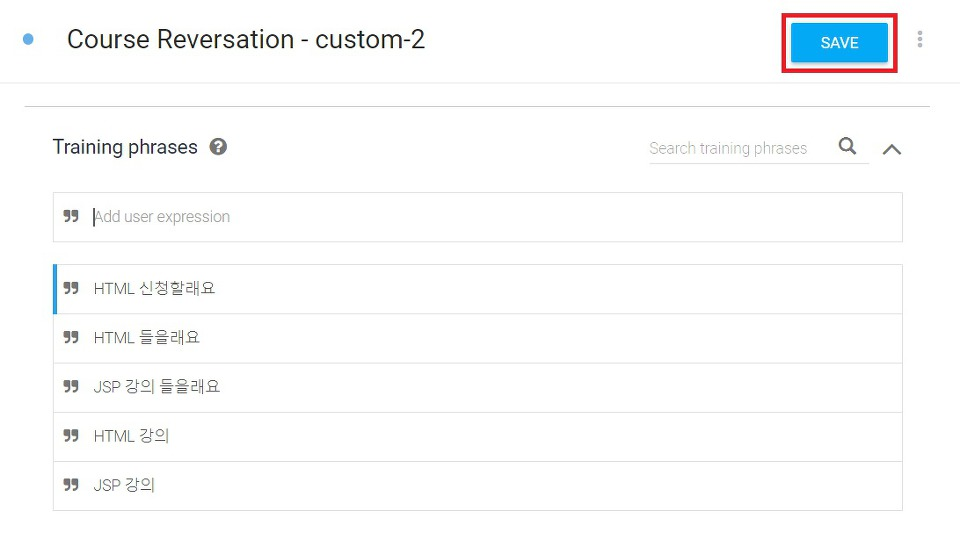 Course Reversation - custom-2
SAVE
Training phrases
Search training phrases
Add user expression
HTML 신청할래요
HTML 들을래요
JSP 강의 들을래요
HTML 강의
JSP 강의